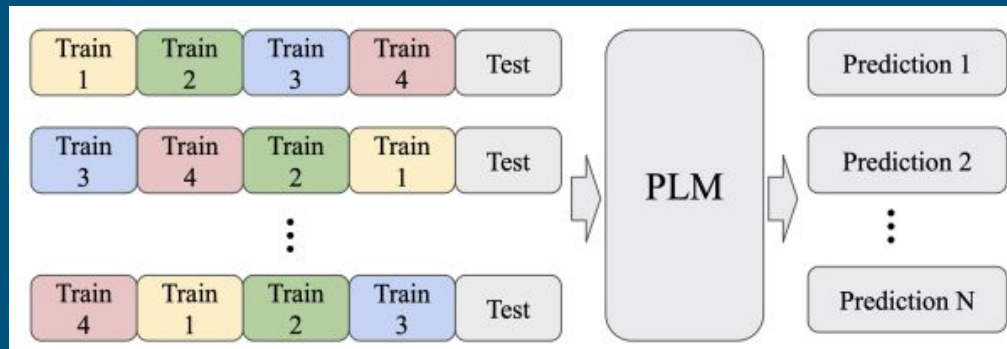 Train 1 Train 2 Train 3 Train 4 Test
Train 3 Train 4 Train 2 Train 1 Test
Train 4 Train 1 Train 2 Train 3 Test
PLM
Prediction 1
Prediction 2
Prediction N